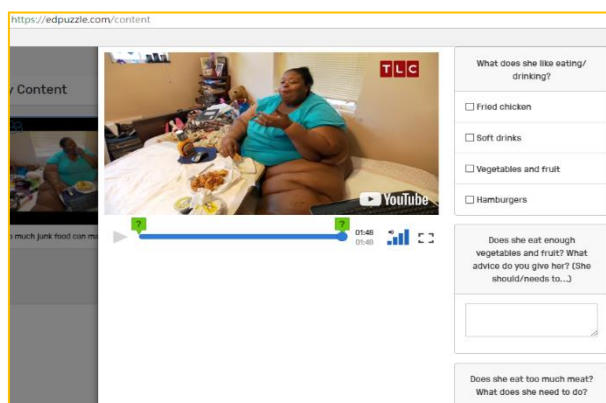 https://edpuzzle.com/content
y Content
TLC
YouTube
much junk food can ma
01:48
01:48
What does she like eating/
drinking?
Fried chicken
Soft drinks
Vegetables and fruit
Hamburgers
Does she eat enough
vegetables and fruit? What
advice do you give her? (She
should/needs to...)
Does she eat too much meat?
What does she need to do?